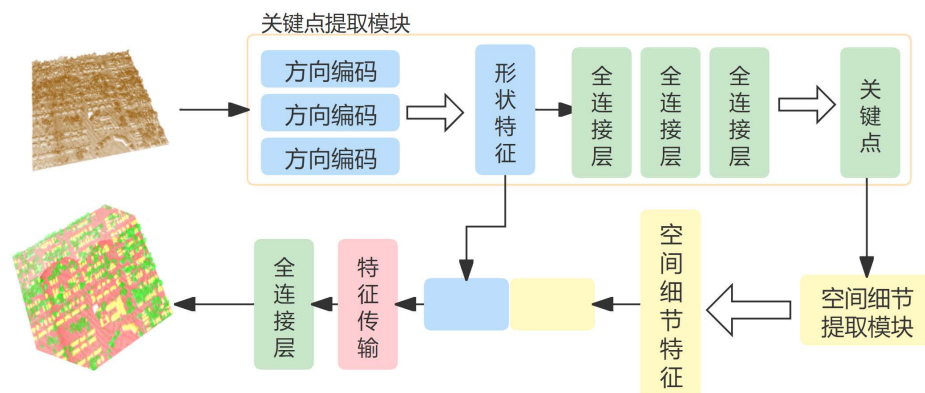 关键点提取模块
方向编码
方向编码
方向编码
形状特征
全连接层
全连接层
全连接层
关键点
空间细节
提取模块
空间细节特征
特征传输
全连接层